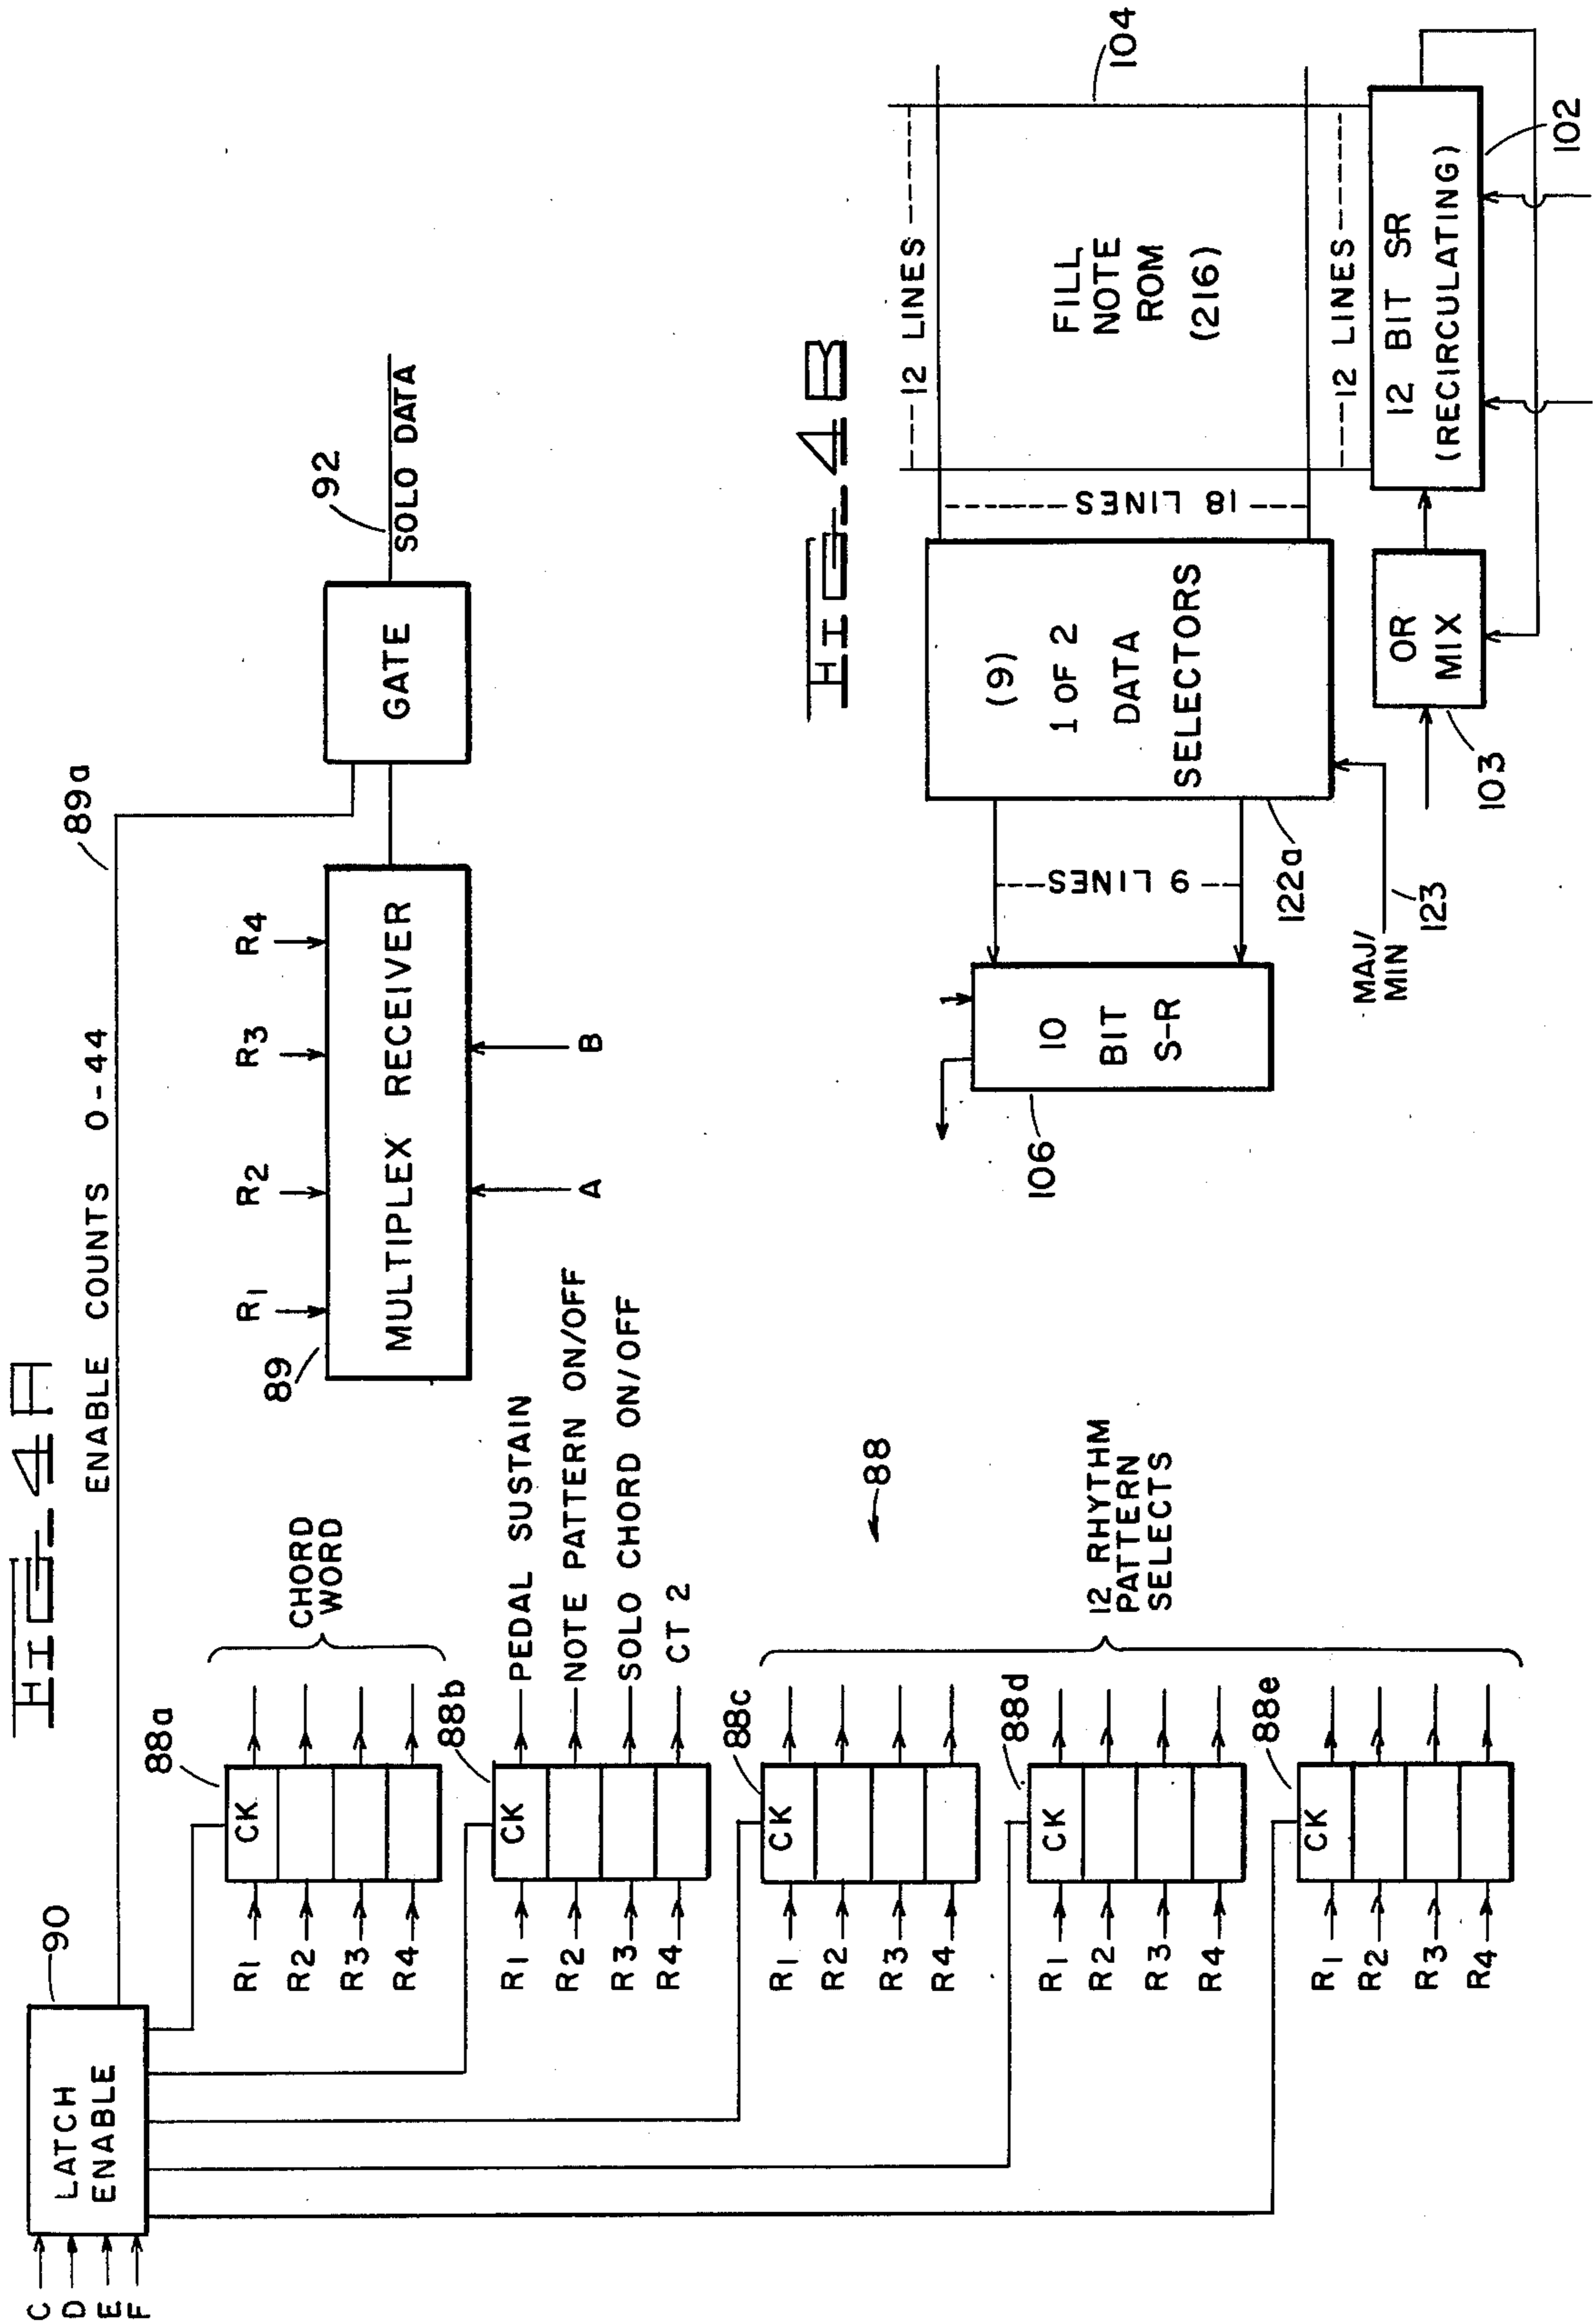 FIG_4A
C
D
E
F
LATCH
ENABLE
90
ENABLE COUNTS 0-44
89a
88a
R1
R2
R3
R4
CK
CHORD
WORD
88b
R1
R2
R3
R4
CK
PEDAL SUSTAIN
NOTE PATTERN ON/OFF
SOLO CHORD ON/OFF
CT 2
88c
R1
R2
R3
R4
CK
88d
R1
R2
R3
R4
CK
88e
R1
R2
R3
R4
CK
12 RHYTHM
PATTERN
SELECTS
88
R1
R2
R3
R4
89
MULTIPLEX RECEIVER
A
B
GATE
92
SOLO DATA
FIG_4B
106
10
BIT
S-R
9 LINES
(9)
1 OF 2
DATA
SELECTORS
122a
MAJ/
MIN
123
18 LINES
12 LINES
FILL
NOTE
ROM
(216)
104
12 LINES
OR
MIX
103
12 BIT SR
(RECIRCULATING)
102